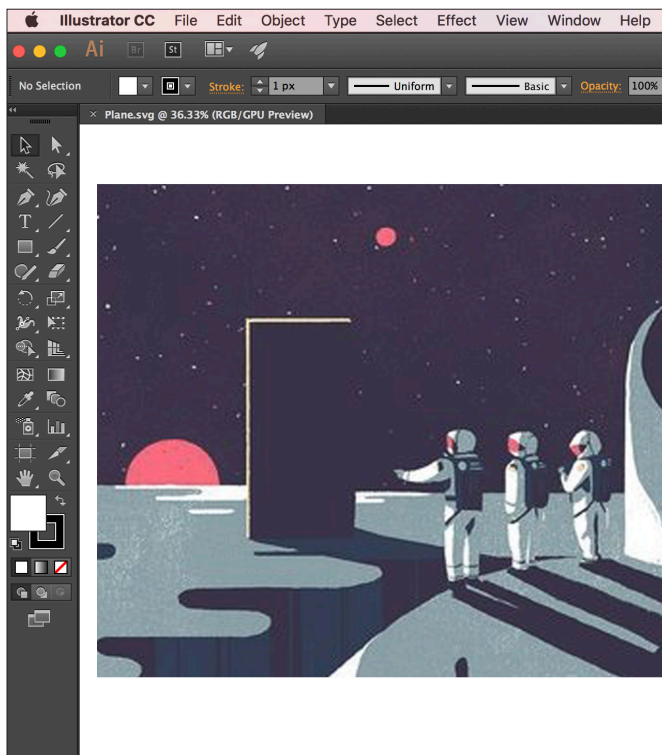 Illustrator CC File Edit Object Type Select Effect View Window Help
Ai Br St
No Selection Stroke: 1 px Uniform Basic Opacity: 100%
× Plane.svg @ 36.33% (RGB/GPU Preview)
T